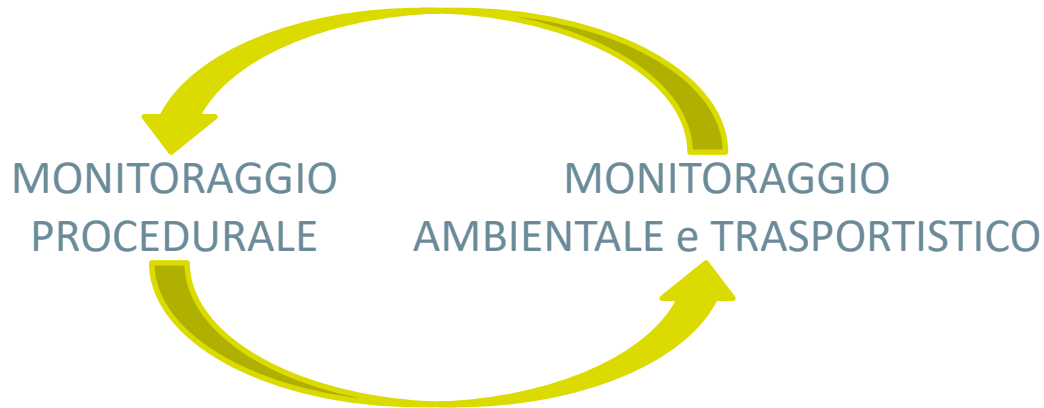 MONITORAGGIO
PROCEDURALE
MONITORAGGIO
AMBIENTALE e TRASPORTISTICO